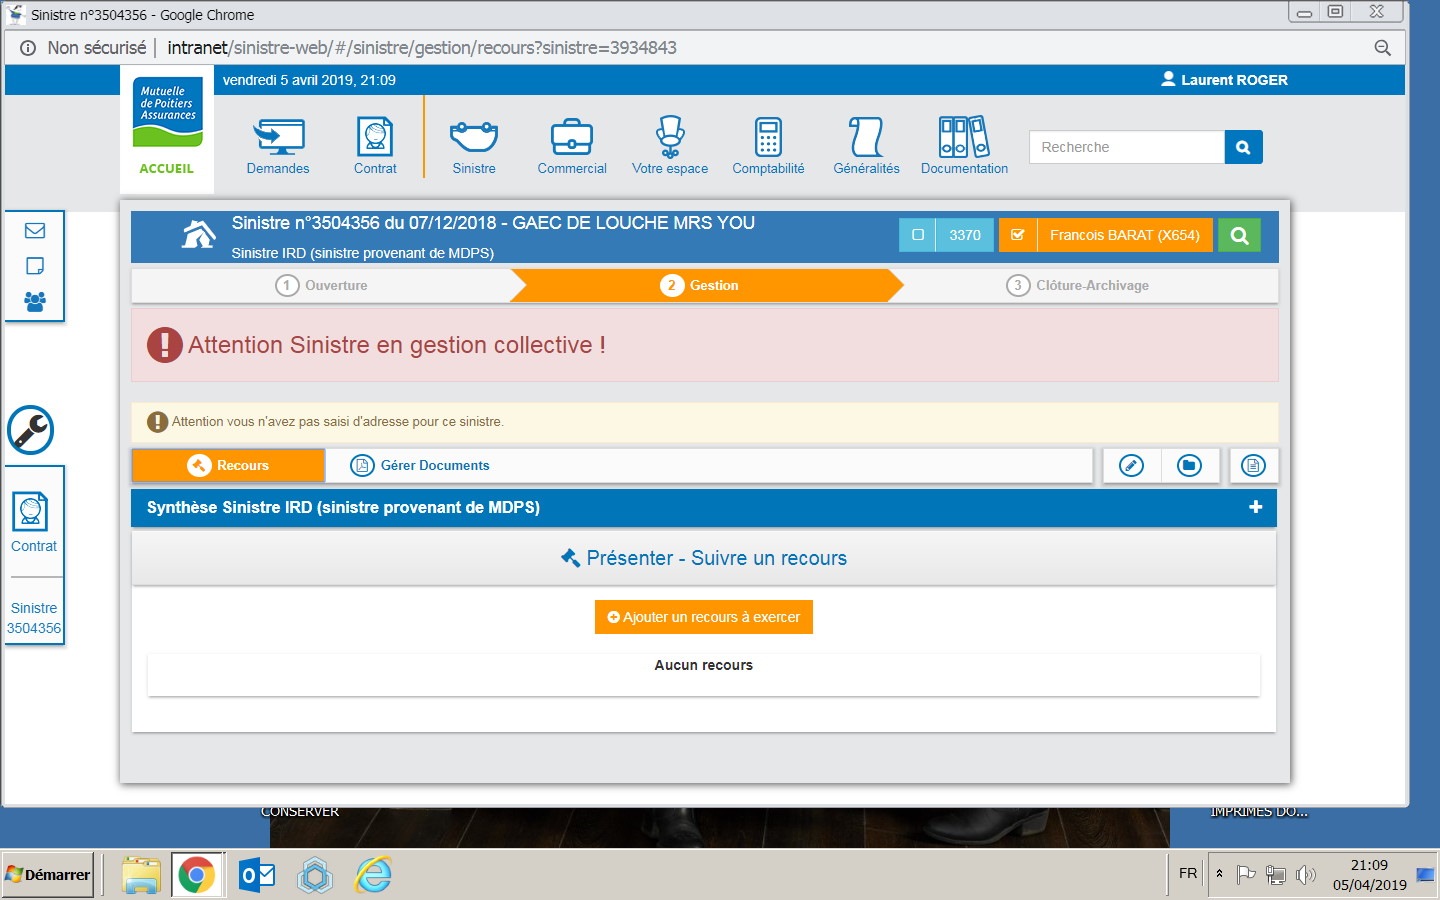 Sinistre n°3504356 - Google Chrome
Non sécurisé | intranet/sinistre-web/#/sinistre/gestion/recours?sinistre=3934843
vendredi 5 avril 2019, 21:09
Laurent ROGER
Mutuelle
de Poitiers
Assurances
ACCUEIL
Demandes
Contrat
Sinistre
Commercial
Votre espace
Comptabilité
Généralités
Documentation
Recherche
Sinistre n°3504356 du 07/12/2018 - GAEC DE LOUCHE MRS YOU
Sinistre IRD (sinistre provenant de MDPS)
3370
Francois BARAT (X654)
1 Ouverture
2 Gestion
3 Clôture-Archivage
Attention Sinistre en gestion collective !
Attention vous n'avez pas saisi d'adresse pour ce sinistre.
Recours
Gérer Documents
Synthèse Sinistre IRD (sinistre provenant de MDPS)
Présenter - Suivre un recours
Ajouter un recours à exercer
Aucun recours
Contrat
Sinistre
3504356
CONSERVER
IMPRIMES DO...
Démarrer
FR
21:09
05/04/2019